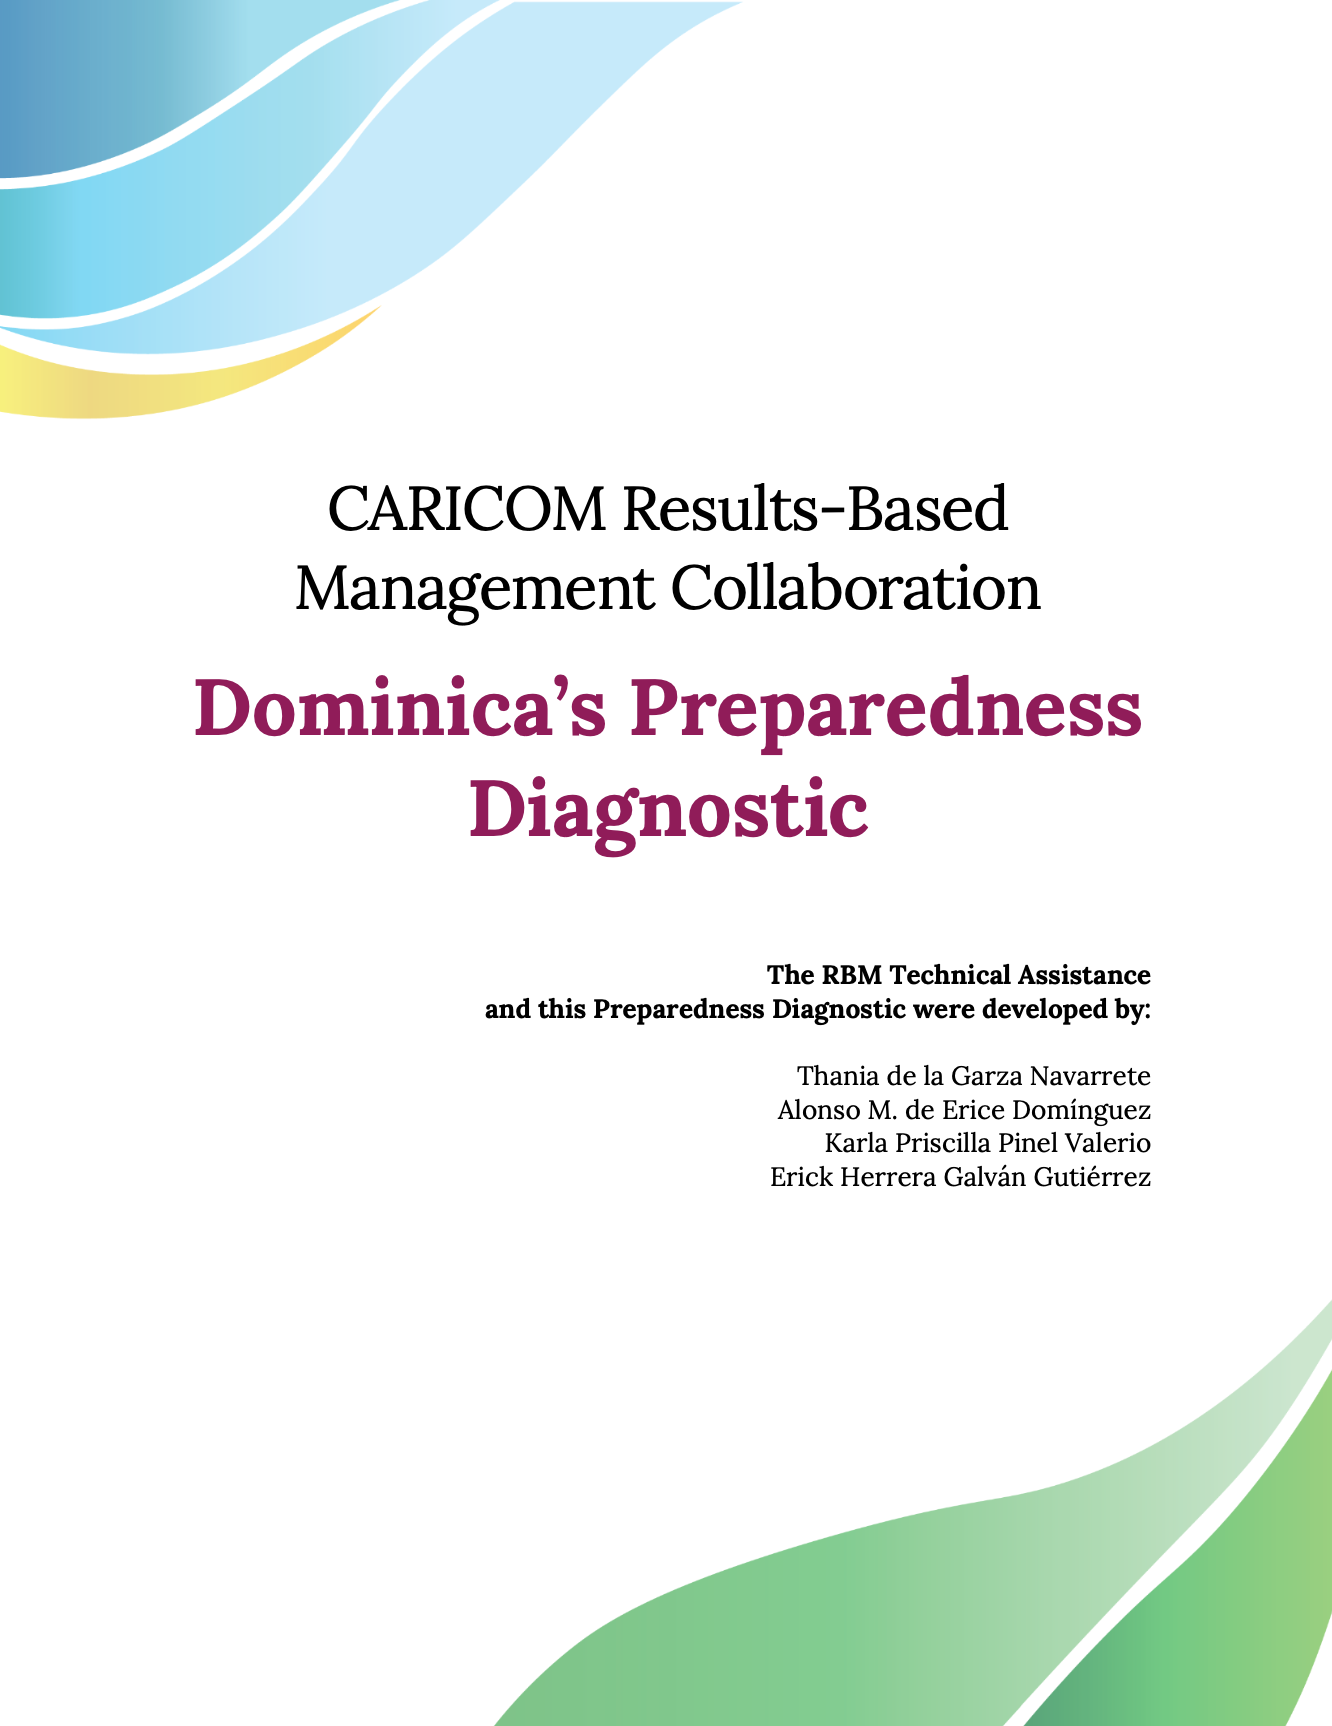 CARICOM Results-Based
Management Collaboration
Dominica’s Preparedness
Diagnostic
The RBM Technical Assistance
and this Preparedness Diagnostic were developed by:
Thania de la Garza Navarrete
Alonso M. de Erice Domínguez
Karla Priscilla Pinel Valerio
Erick Herrera Galván Gutiérrez